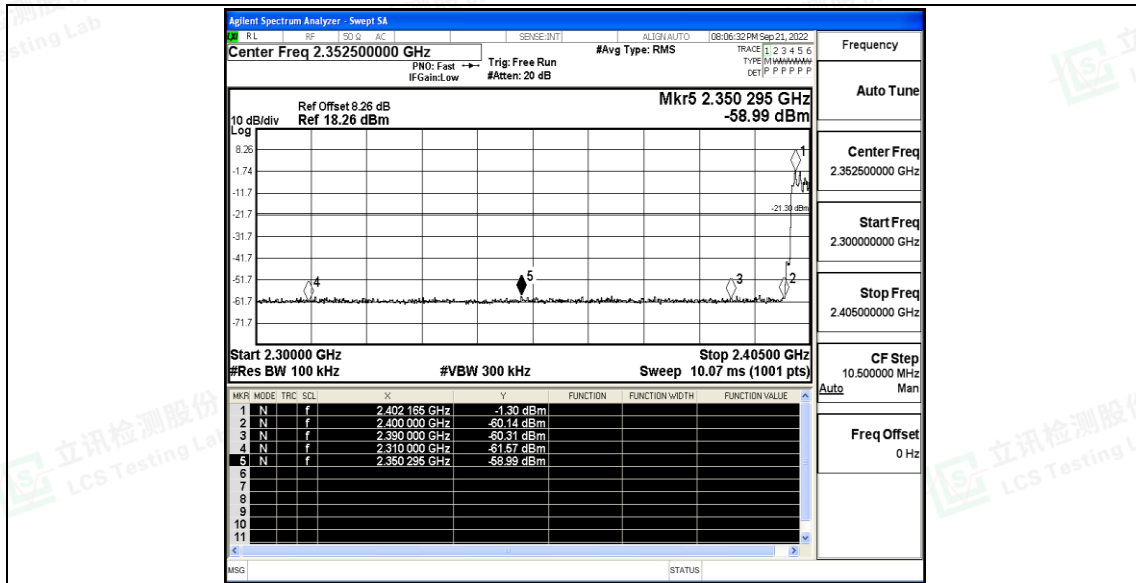 Agilent Spectrum Analyzer - Swept SA
RL RF 50 Ω AC SENSE:INT ALIGN AUTO 08:06:32 PM Sep 21, 2022
Center Freq 2.352500000 GHz
PNO: Fast
IFGain:Low
Trig: Free Run
#Atten: 20 dB
#Avg Type: RMS
TRACE 1 2 3 4 5 6
TYPE M
DET P P P P P P
Mkr5 2.350 295 GHz
-58.99 dBm
Ref Offset 8.26 dB
10 dB/div Ref 18.26 dBm
Log
8.26
-1.74
-11.7
-21.7
-31.7
-41.7
-51.7
-61.7
-71.7
-21.30 dBm
1
2
3
4
5
Start 2.30000 GHz Stop 2.40500 GHz
#Res BW 100 kHz #VBW 300 kHz Sweep 10.07 ms (1001 pts)
MKR MODE TRC SCL X Y FUNCTION FUNCTION WIDTH FUNCTION VALUE
1 N f 2.402 165 GHz -1.30 dBm
2 N f 2.400 000 GHz -60.14 dBm
3 N f 2.390 000 GHz -60.31 dBm
4 N f 2.310 000 GHz -61.57 dBm
5 N f 2.350 295 GHz -58.99 dBm
6
7
8
9
10
11
MSG STATUS
Frequency
Auto Tune
Center Freq
2.352500000 GHz
Start Freq
2.300000000 GHz
Stop Freq
2.405000000 GHz
CF Step
10.500000 MHz
Auto Man
Freq Offset
0 Hz
立讯检测股份
LCS Testing Lab
立讯检测股份
LCS Testing L